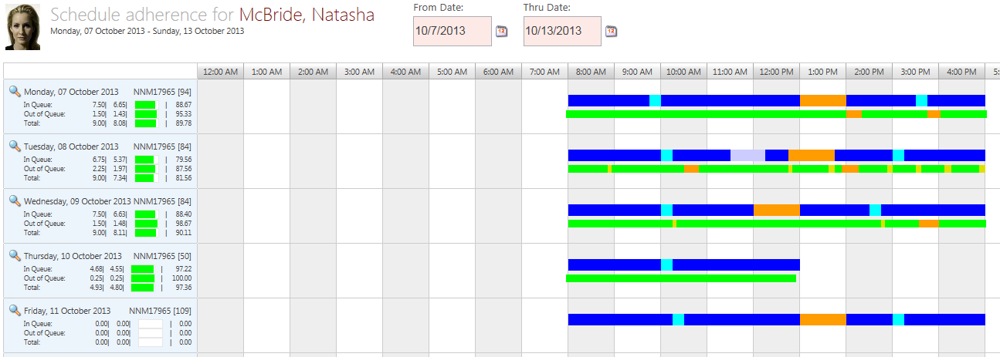 Schedule adherence for McBride, Natasha
Monday, 07 October 2013 - Sunday, 13 October 2013
From Date: Thru Date:
10/7/2013 12 10/13/2013 12
12:00 AM 1:00 AM 2:00 AM 3:00 AM 4:00 AM 5:00 AM 6:00 AM 7:00 AM 8:00 AM 9:00 AM 10:00 AM 11:00 AM 12:00 PM 1:00 PM 2:00 PM 3:00 PM 4:00 PM
Monday, 07 October 2013 NNM17965 [94]
In Queue: 7.50| 6.65| | 88.67
Out of Queue: 1.50| 1.43| | 95.33
Total: 9.00| 8.08| | 89.78
Tuesday, 08 October 2013 NNM17965 [84]
In Queue: 6.75| 5.37| | 79.56
Out of Queue: 2.25| 1.97| | 87.56
Total: 9.00| 7.34| | 81.56
Wednesday, 09 October 2013 NNM17965 [84]
In Queue: 7.50| 6.63| | 88.40
Out of Queue: 1.50| 1.48| | 98.67
Total: 9.00| 8.11| | 90.11
Thursday, 10 October 2013 NNM17965 [50]
In Queue: 4.68| 4.55| | 97.22
Out of Queue: 0.25| 0.25| | 100.00
Total: 4.93| 4.80| | 97.36
Friday, 11 October 2013 NNM17965 [109]
In Queue: 0.00| 0.00| | 0.00
Out of Queue: 0.00| 0.00| | 0.00
Total: 0.00| 0.00| | 0.00